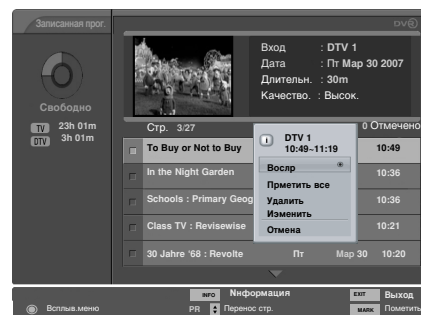 Записанная прог.
DVR
Вход : DTV 1
Дата : Пт Мар 30 2007
Длительн. : 30m
Качество. : Высок.
Свободно
TV 23h 01m
DTV 3h 01m
Стр. 3/27
0 Отмечено
To Buy or Not to Buy 10:49
In the Night Garden 10:36
Schools : Primary Geog 10:36
Class TV : Revisewise 10:21
30 Jahre '68 : Revolte Пт Мар 30 10:20
i DTV 1
10:49~11:19
Воспр
Прметить все
Удалить
Изменить
Отмена
INFO Nнформация EXIT Выход
Всплыв.меню PR Перенос стр. MARK Пометить